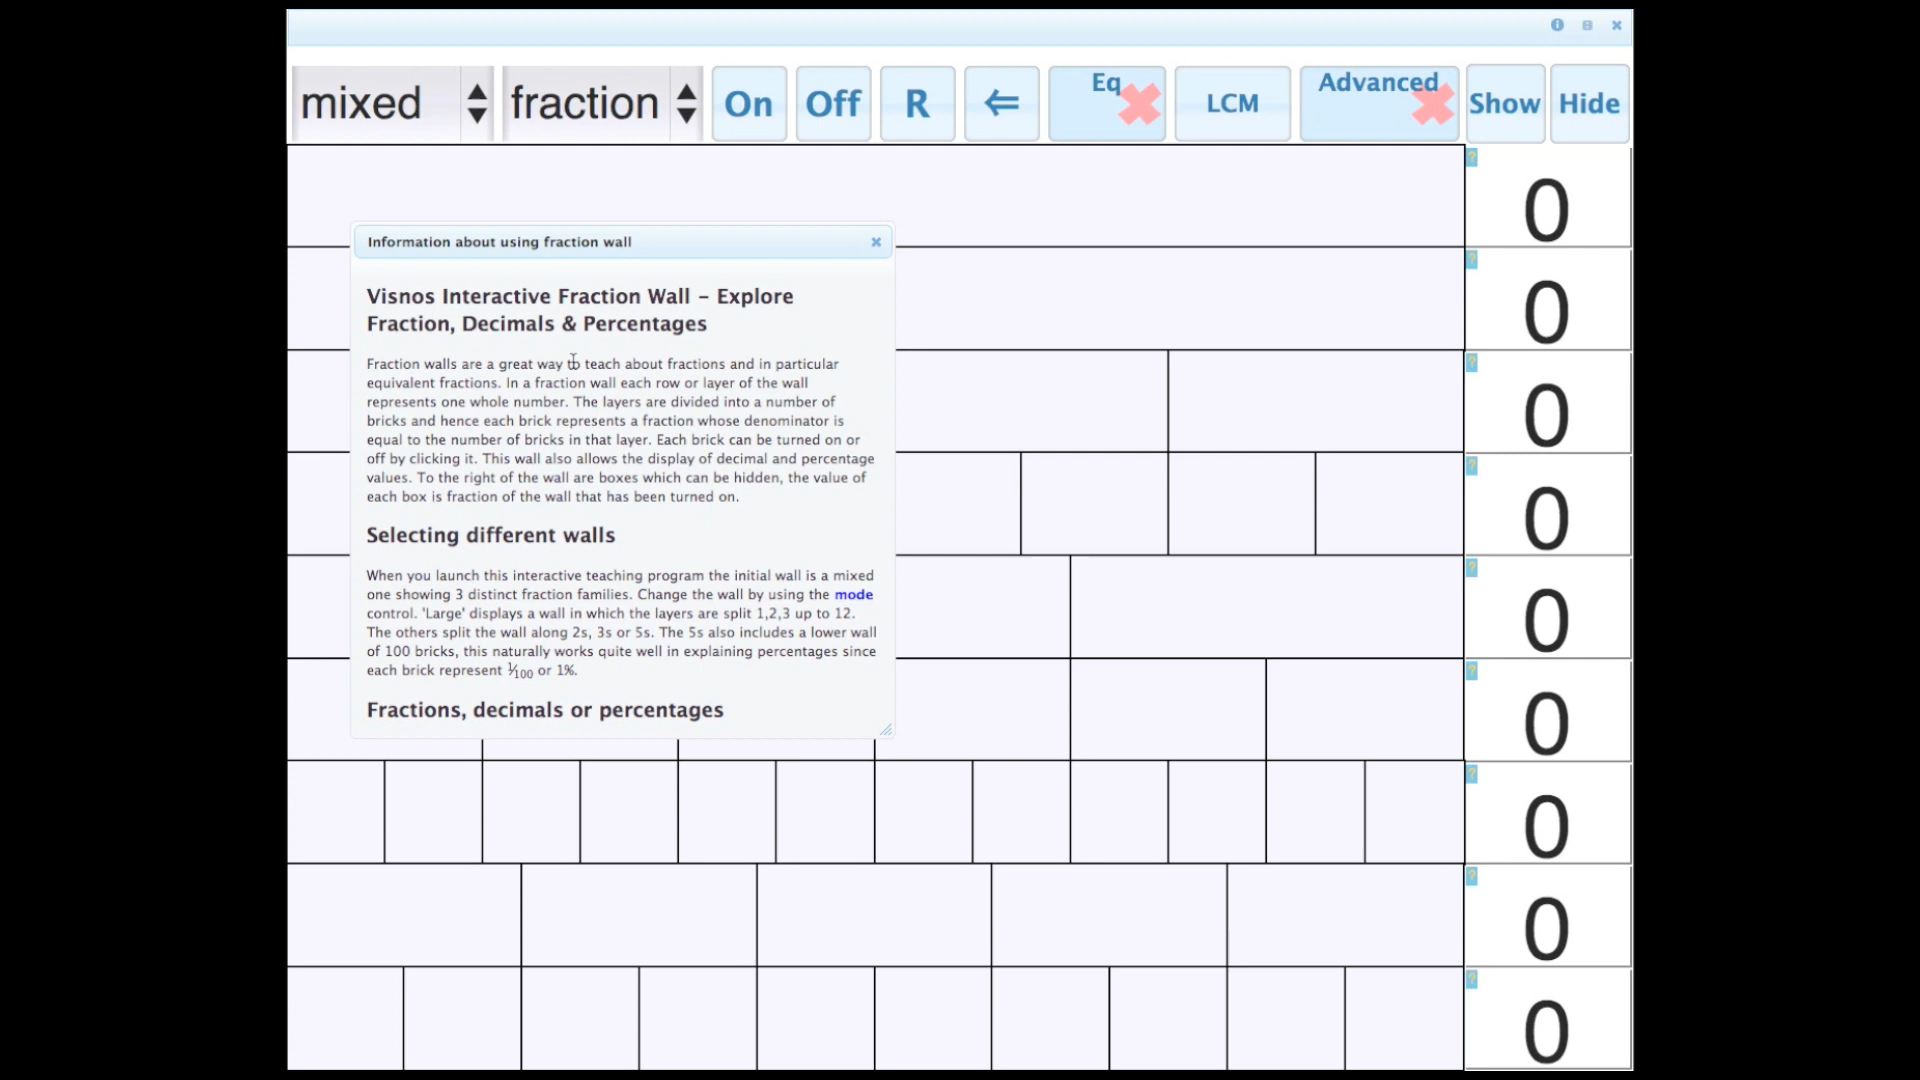 mixed fraction On Off R ⇐ Eq LCM Advanced Show Hide
? 0
Information about using fraction wall
? 0
Visnos Interactive Fraction Wall – Explore
Fraction, Decimals & Percentages
Fraction walls are a great way to teach about fractions and in particular
equivalent fractions. In a fraction wall each row or layer of the wall
represents one whole number. The layers are divided into a number of
bricks and hence each brick represents a fraction whose denominator is
equal to the number of bricks in that layer. Each brick can be turned on or
off by clicking it. This wall also allows the display of decimal and percentage
values. To the right of the wall are boxes which can be hidden, the value of
each box is fraction of the wall that has been turned on.
? 0
? 0
Selecting different walls
When you launch this interactive teaching program the initial wall is a mixed
one showing 3 distinct fraction families. Change the wall by using the mode
control. 'Large' displays a wall in which the layers are split 1,2,3 up to 12.
The others split the wall along 2s, 3s or 5s. The 5s also includes a lower wall
of 100 bricks, this naturally works quite well in explaining percentages since
each brick represent 1/100 or 1%.
? 0
Fractions, decimals or percentages
? 0
? 0
? 0
? 0